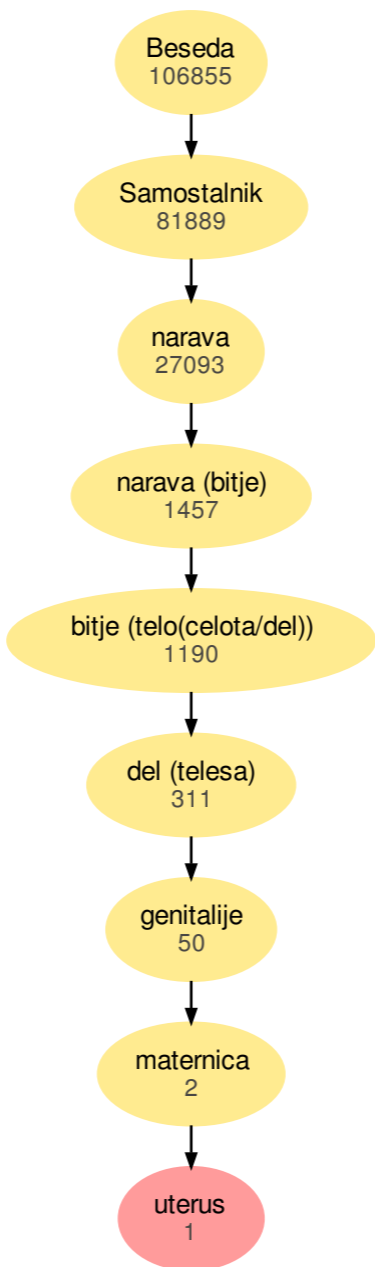 Beseda
106855
Samostalnik
81889
narava
27093
narava (bitje)
1457
bitje (telo(celota/del))
1190
del (telesa)
311
genitalije
50
maternica
2
uterus
1